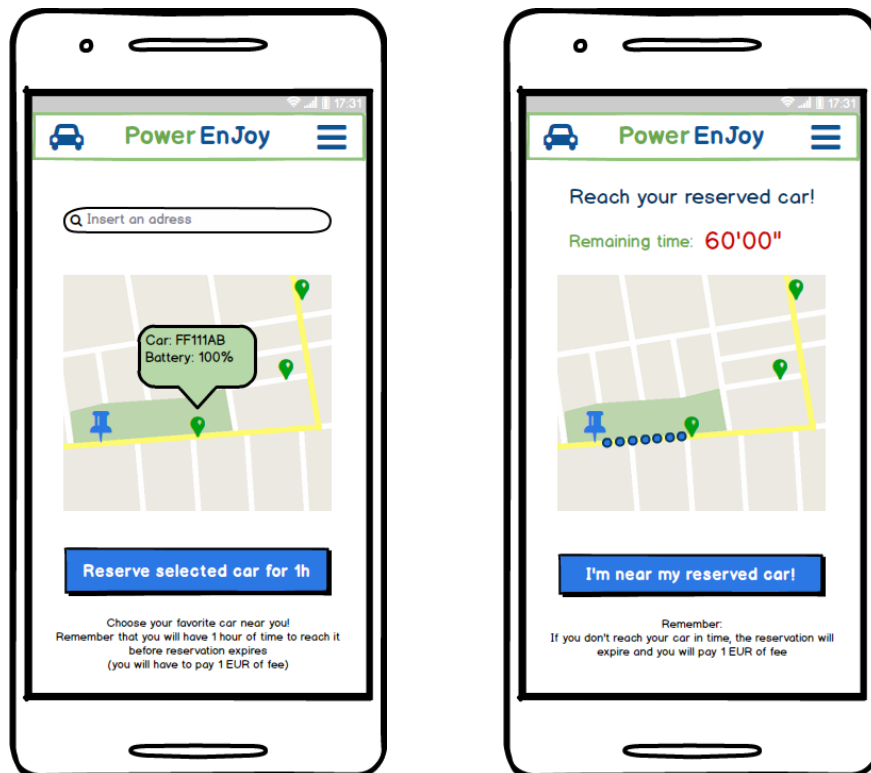 17:31
Power EnJoy
Insert an adress
Car: FF111AB
Battery: 100%
Reserve selected car for 1h
Choose your favorite car near you!
Remember that you will have 1 hour of time to reach it
before reservation expires
(you will have to pay 1 EUR of fee)
17:31
Power EnJoy
Reach your reserved car!
Remaining time: 60'00"
I'm near my reserved car!
Remember:
If you don't reach your car in time, the reservation will
expire and you will pay 1 EUR of fee